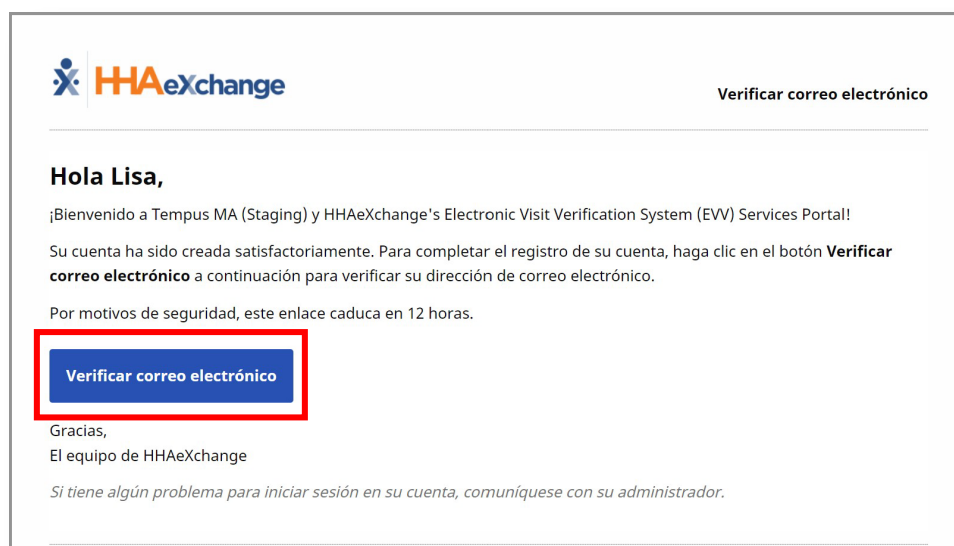 HHAeXchange
Verificar correo electrónico
Hola Lisa,
¡Bienvenido a Tempus MA (Staging) y HHAeXchange's Electronic Visit Verification System (EVV) Services Portal!
Su cuenta ha sido creada satisfactoriamente. Para completar el registro de su cuenta, haga clic en el botón Verificar
correo electrónico a continuación para verificar su dirección de correo electrónico.
Por motivos de seguridad, este enlace caduca en 12 horas.
Verificar correo electrónico
Gracias,
El equipo de HHAeXchange
Si tiene algún problema para iniciar sesión en su cuenta, comuníquese con su administrador.